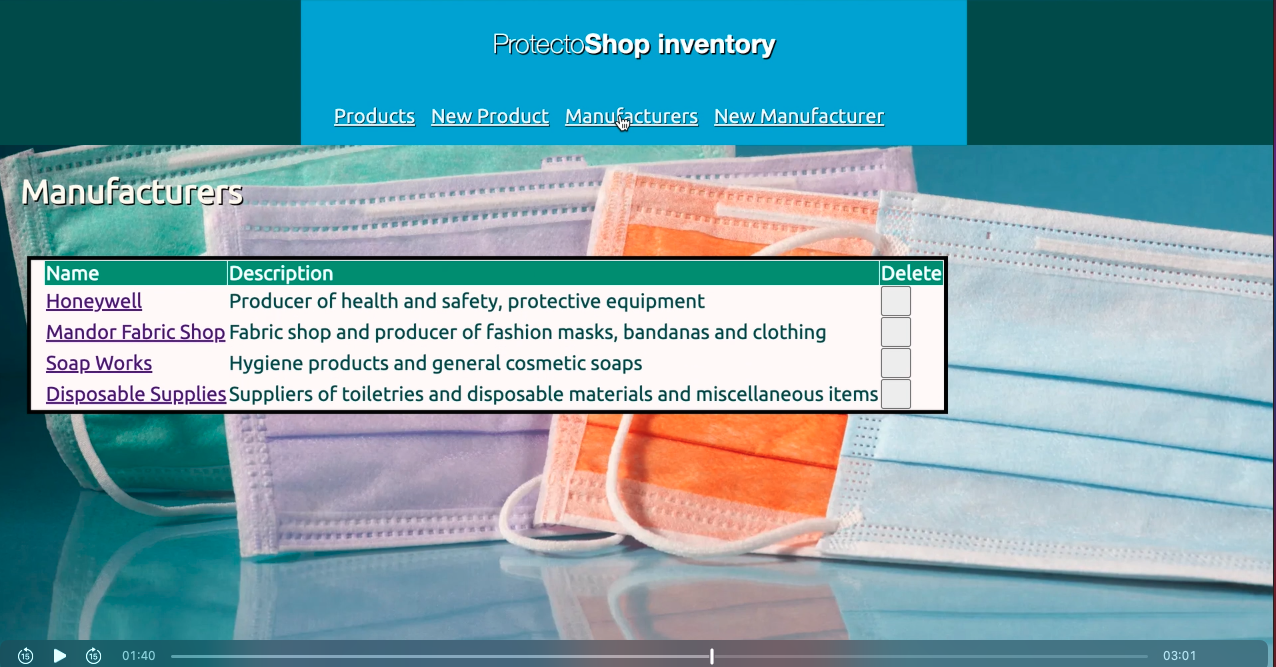 ProtectoShop inventory
Products New Product Manufacturers New Manufacturer
Manufacturers
Name Description Delete
Honeywell Producer of health and safety, protective equipment
Mandor Fabric Shop Fabric shop and producer of fashion masks, bandanas and clothing
Soap Works Hygiene products and general cosmetic soaps
Disposable Supplies Suppliers of toiletries and disposable materials and miscellaneous items
15 15 01:40 03:01